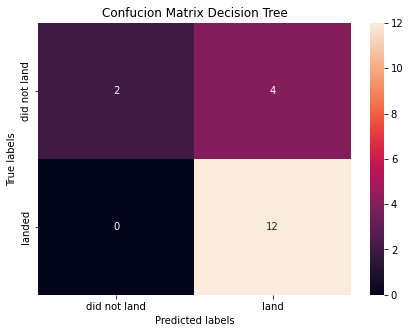 Confucion Matrix Decision Tree
True labels
did not land
landed
2
4
0
12
did not land
land
Predicted labels
12
10
8
6
4
2
0